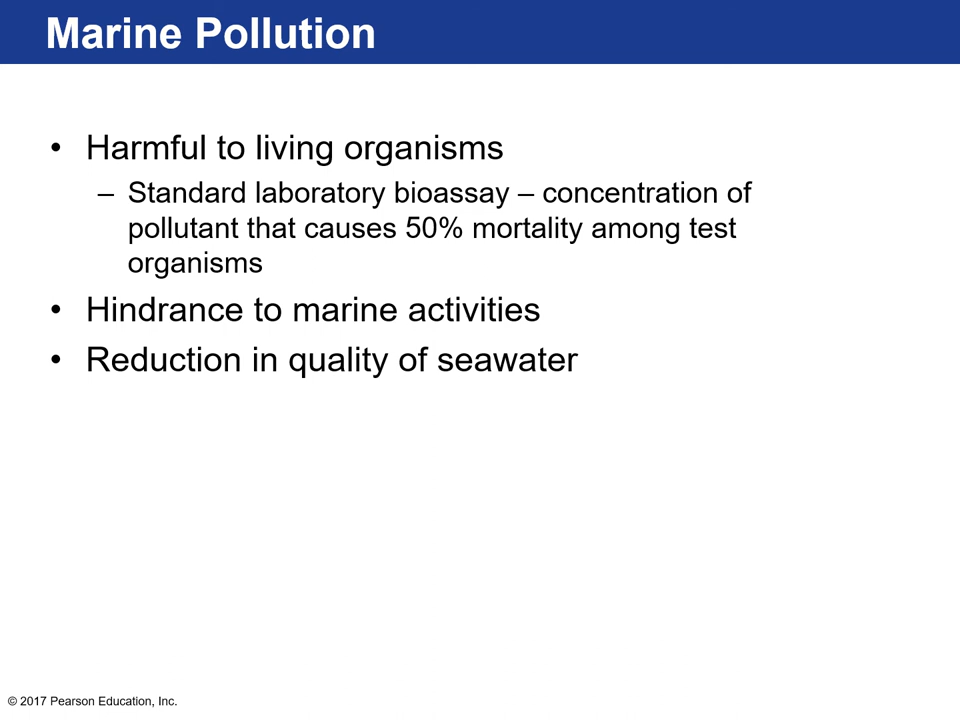 Marine Pollution
• Harmful to living organisms
– Standard laboratory bioassay – concentration of
pollutant that causes 50% mortality among test
organisms
• Hindrance to marine activities
• Reduction in quality of seawater
© 2017 Pearson Education, Inc.